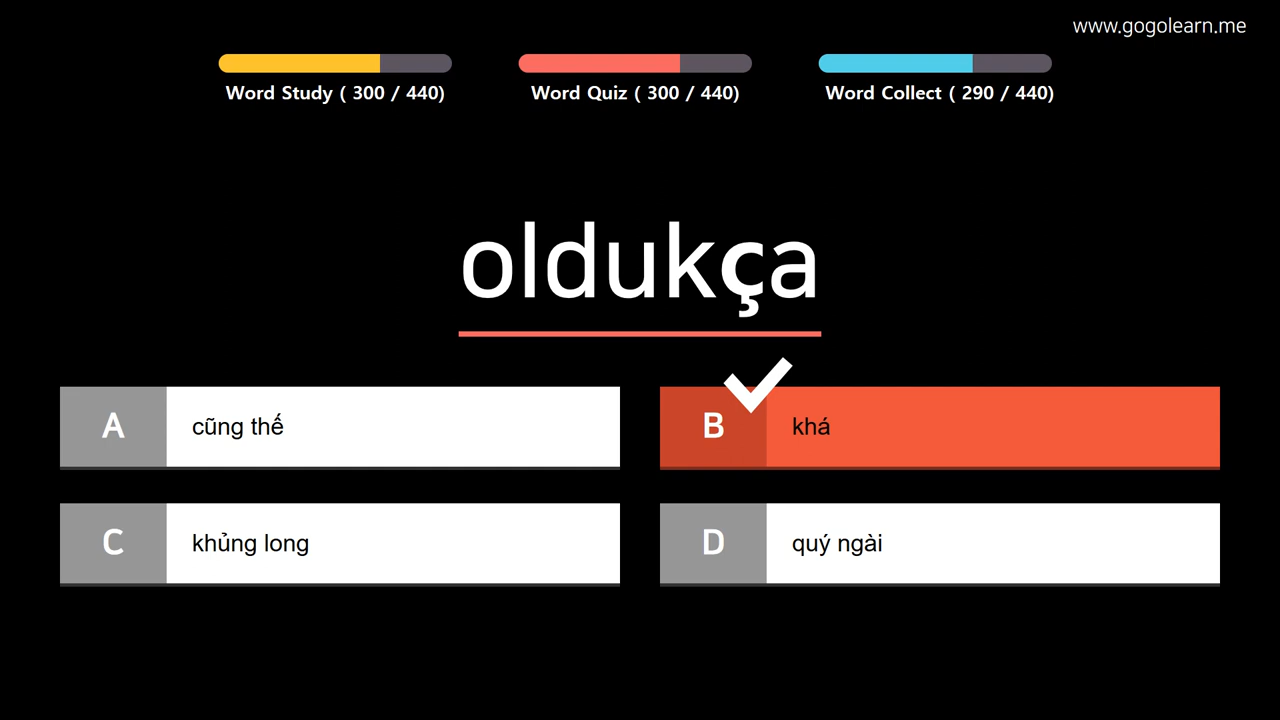 www.gogolearn.me
Word Study ( 300 / 440)
Word Quiz ( 300 / 440)
Word Collect ( 290 / 440)
oldukça
A
cũng thế
B
khá
C
khủng long
D
quý ngài